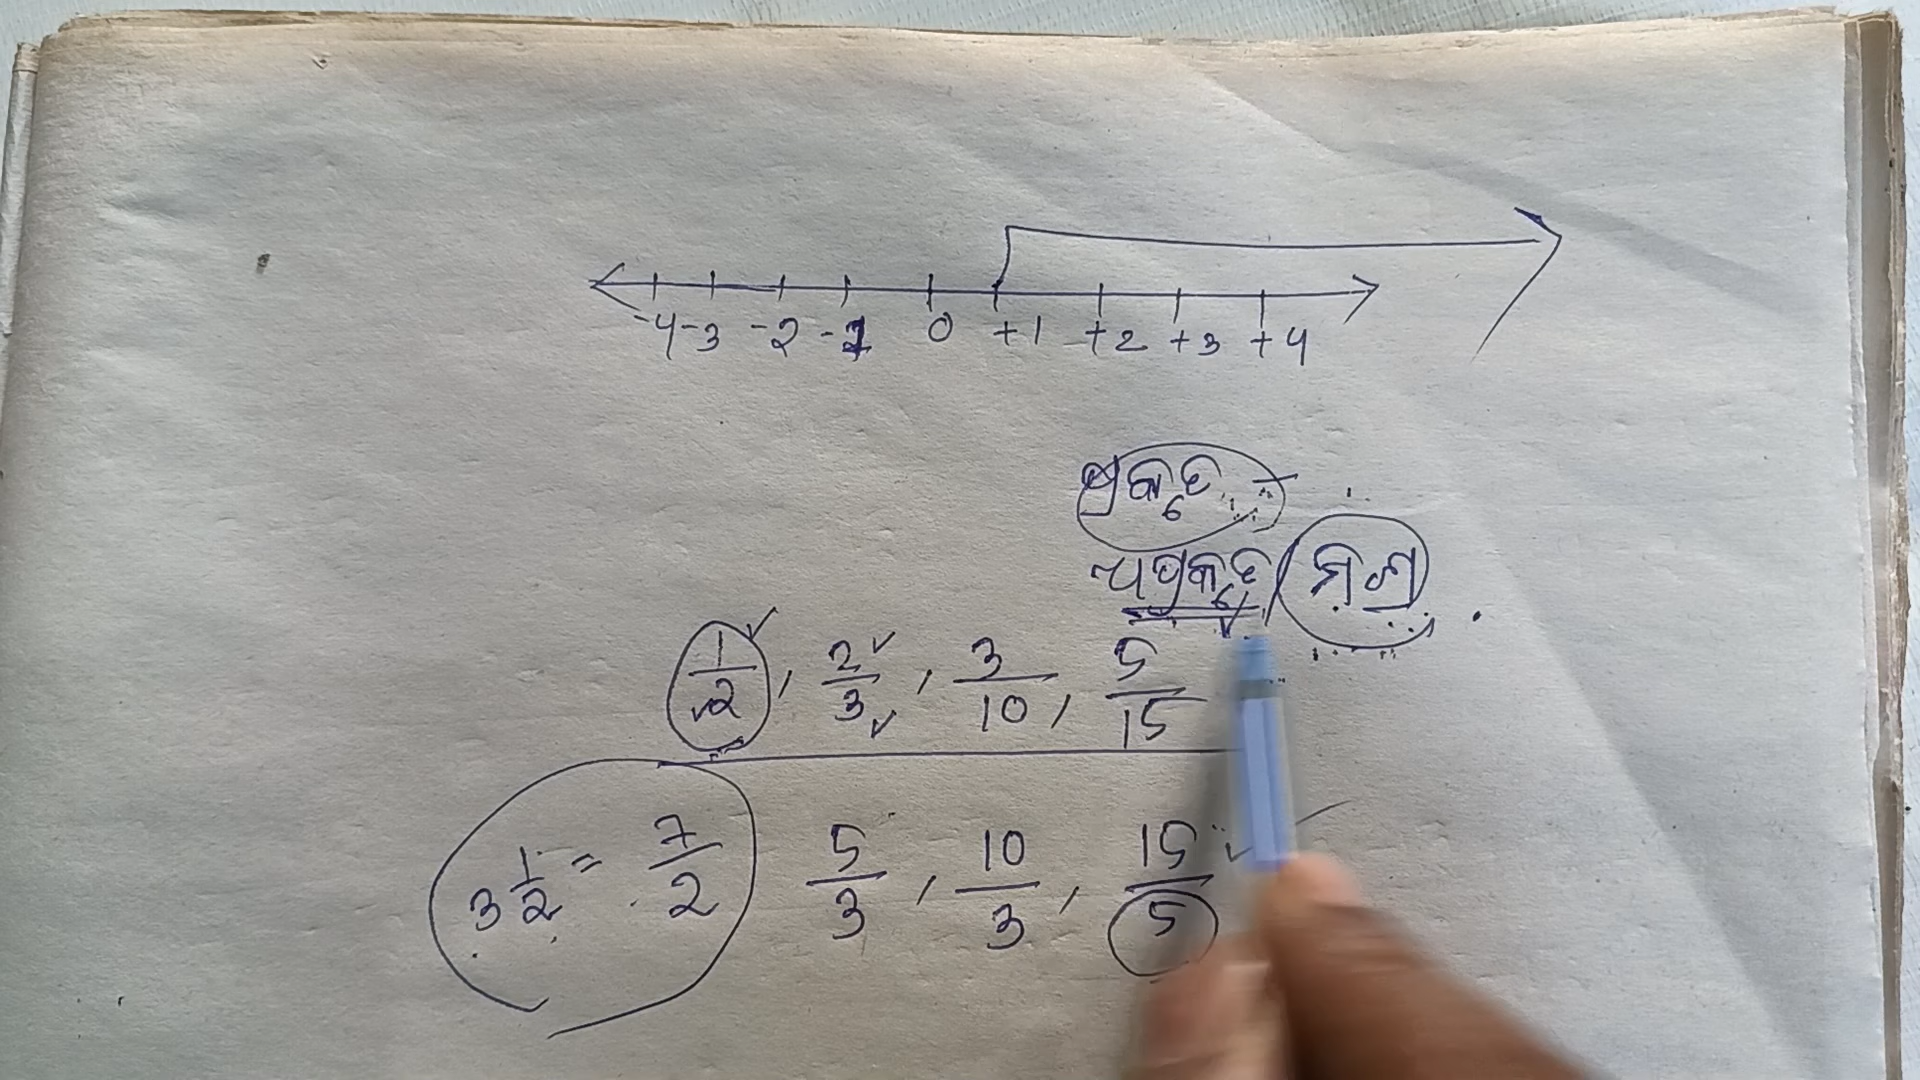 -4 -3 -2 -1 0 +1 +2 +3 +4
ପ୍ରକୃତ
ଅପ୍ରକୃତ / ମିଶ୍ର
1/2, 2/3, 3/10, 5/15
3 1/2 = 7/2 5/3, 10/3, 15/5